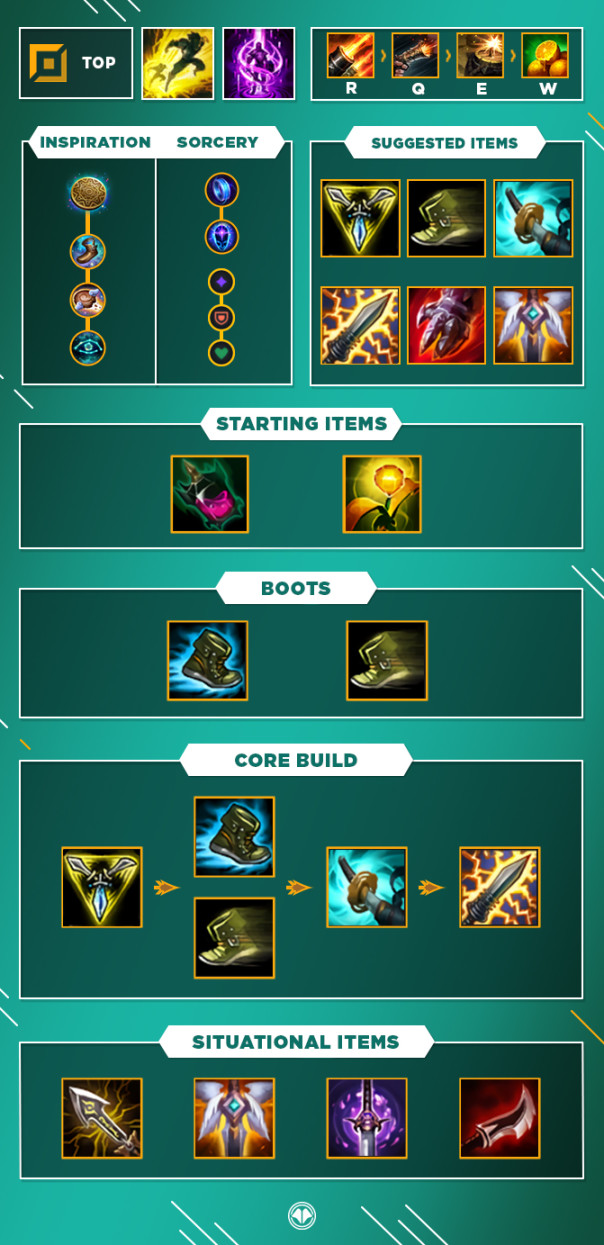 TOP
R Q E W
INSPIRATION SORCERY
SUGGESTED ITEMS
STARTING ITEMS
BOOTS
CORE BUILD
SITUATIONAL ITEMS